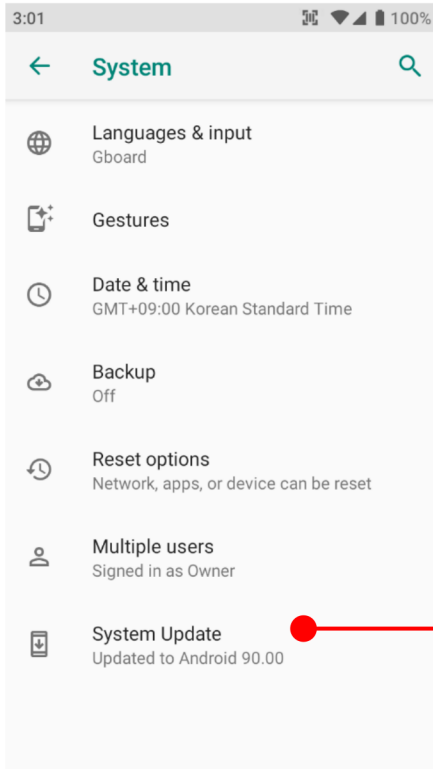 3:01 100%
System
Languages & input
Gboard
Gestures
Date & time
GMT+09:00 Korean Standard Time
Backup
Off
Reset options
Network, apps, or device can be reset
Multiple users
Signed in as Owner
System Update
Updated to Android 90.00